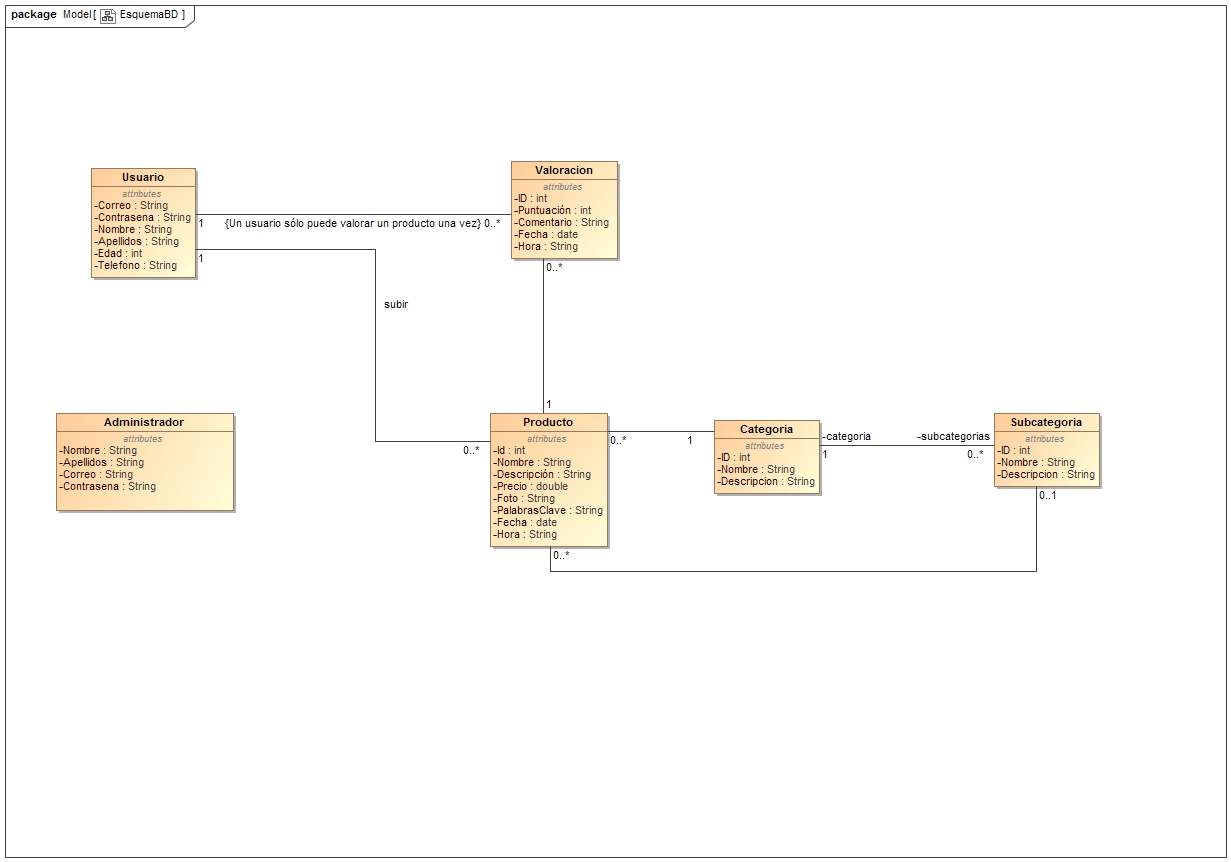 package Model[ EsquemaBD ]
Usuario
attributes
-Correo : String
-Contrasena : String
-Nombre : String
-Apellidos : String
-Edad : int
-Telefono : String
1
{Un usuario sólo puede valorar un producto una vez} 0..*
1
subir
0..*
Valoracion
attributes
-ID : int
-Puntuación : int
-Comentario : String
-Fecha : date
-Hora : String
0..*
1
Administrador
attributes
-Nombre : String
-Apellidos : String
-Correo : String
-Contrasena : String
Producto
attributes
-Id : int
-Nombre : String
-Descripción : String
-Precio : double
-Foto : String
-PalabrasClave : String
-Fecha : date
-Hora : String
0..*
1
0..*
Categoria
attributes
-ID : int
-Nombre : String
-Descripcion : String
-categoria
1
-subcategorias
0..*
Subcategoria
attributes
-ID : int
-Nombre : String
-Descripcion : String
0..1